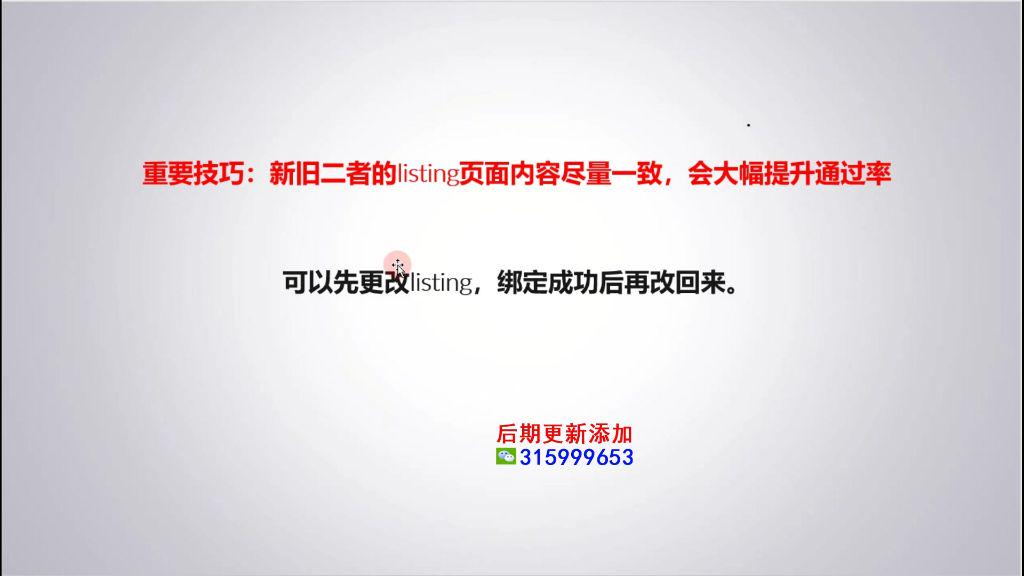 重要技巧：新旧二者的listing页面内容尽量一致，会大幅提升通过率
可以先更改listing，绑定成功后再改回来。
后期更新添加
315999653